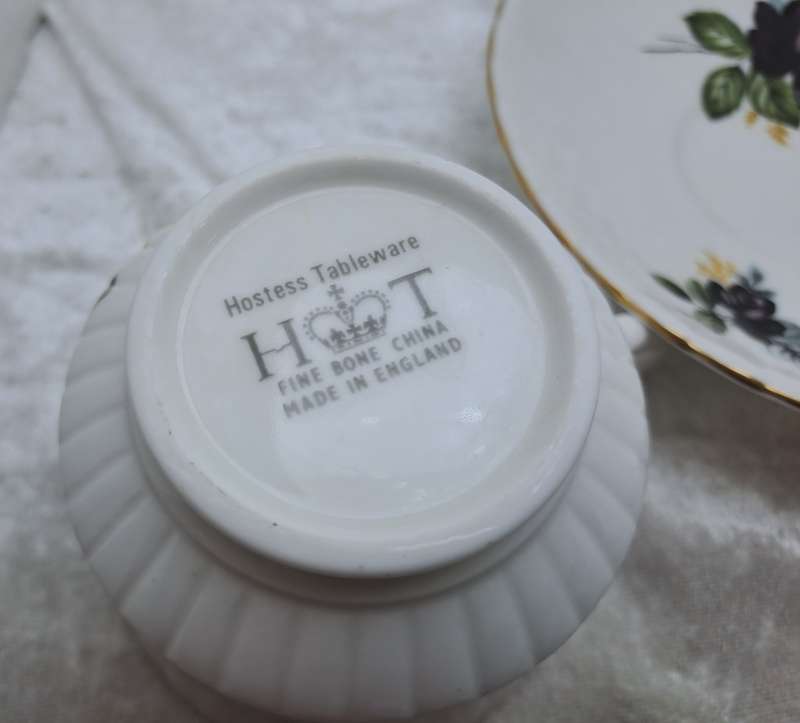 Hostess Tableware
H T
FINE BONE CHINA
MADE IN ENGLAND